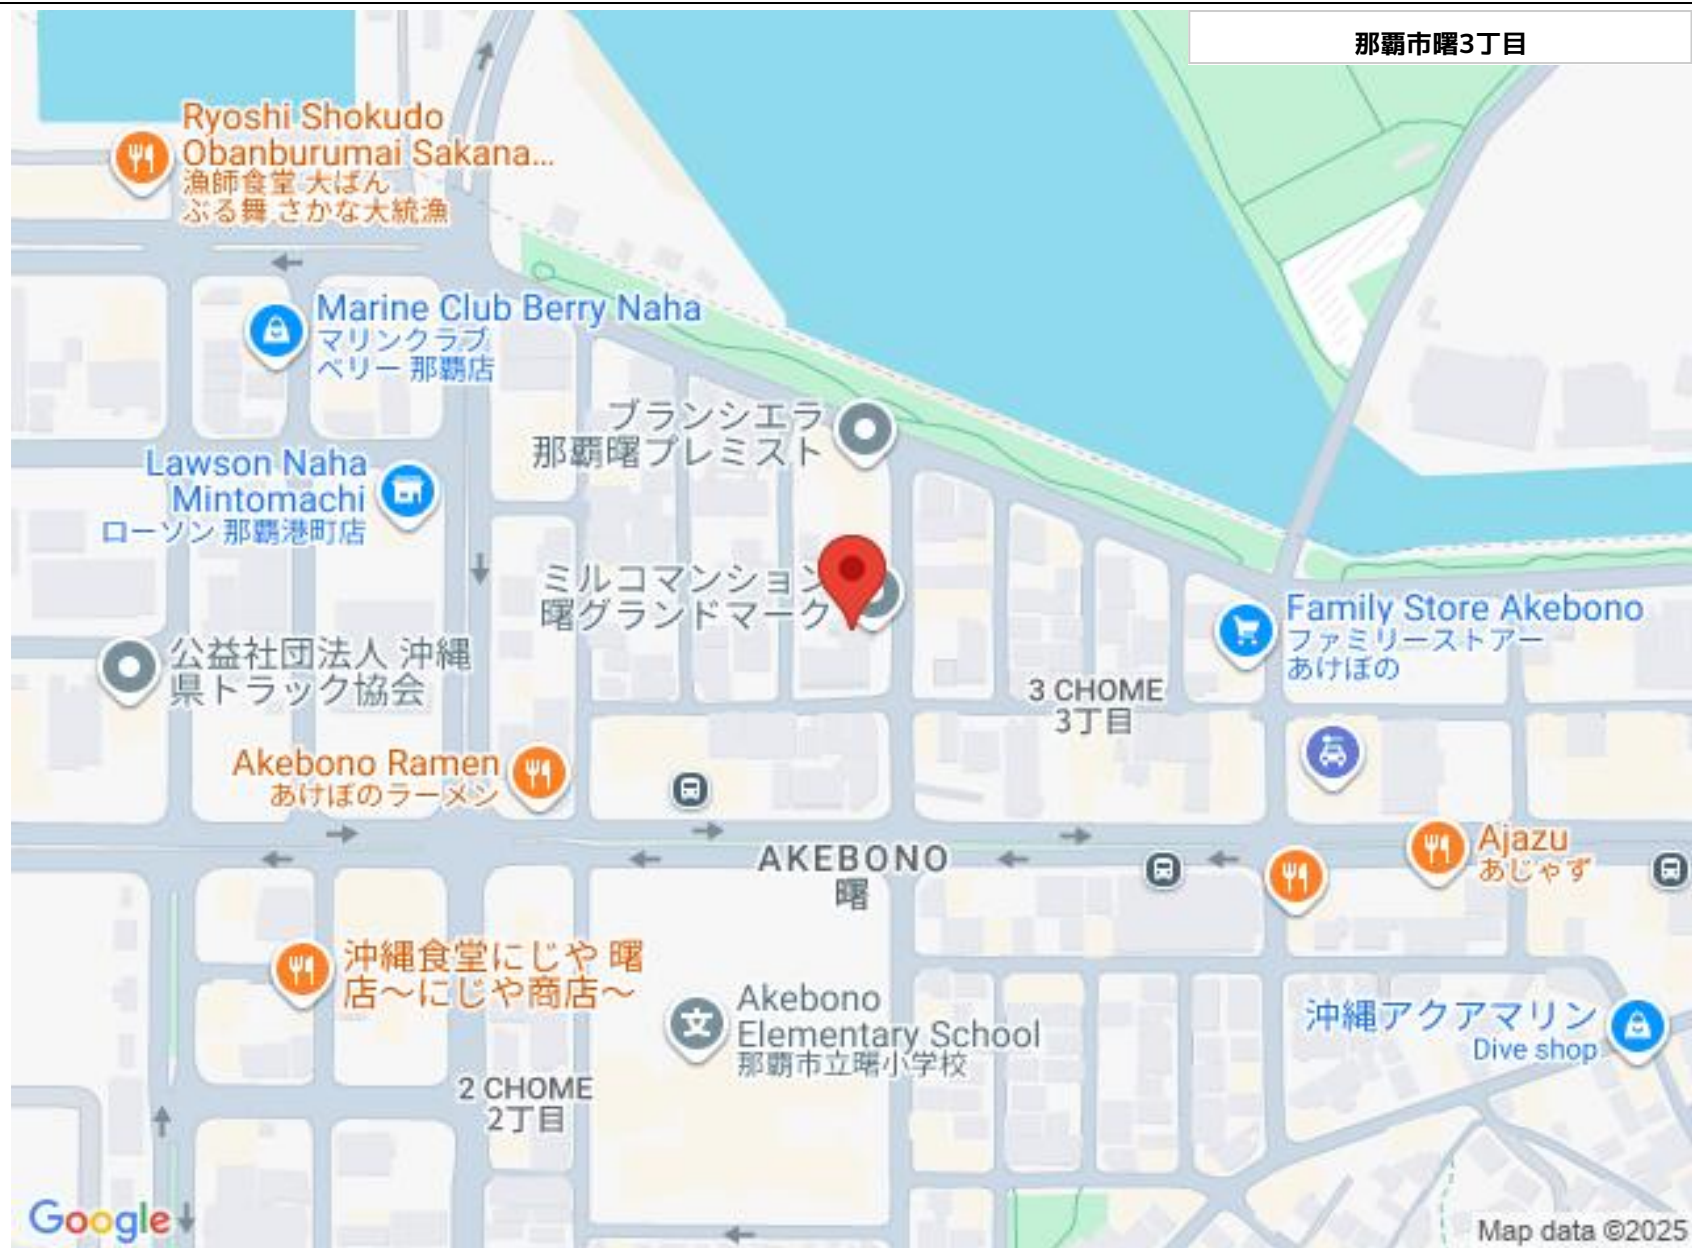 那覇市曙3丁目
Ryoshi Shokudo
Obanburumai Sakana...
漁師食堂 大ばん
ぶる舞 さかな大統漁
Marine Club Berry Naha
マリンクラブ
ベリー 那覇店
ブランシエラ
那覇曙プレミスト
Lawson Naha
Mintomachi
ローソン 那覇港町店
ミルコマンション
曙グランドマーク
Family Store Akebono
ファミリーストアー
あけぼの
公益社団法人 沖縄
県トラック協会
3 CHOME
3丁目
Akebono Ramen
あけぼのラーメン
Ajazu
あじゃず
AKEBONO
曙
沖縄食堂にじや 曙
店～にじや商店～
Akebono
Elementary School
那覇市立曙小学校
沖縄アクアマリン
Dive shop
2 CHOME
2丁目
Google
Map data ©2025